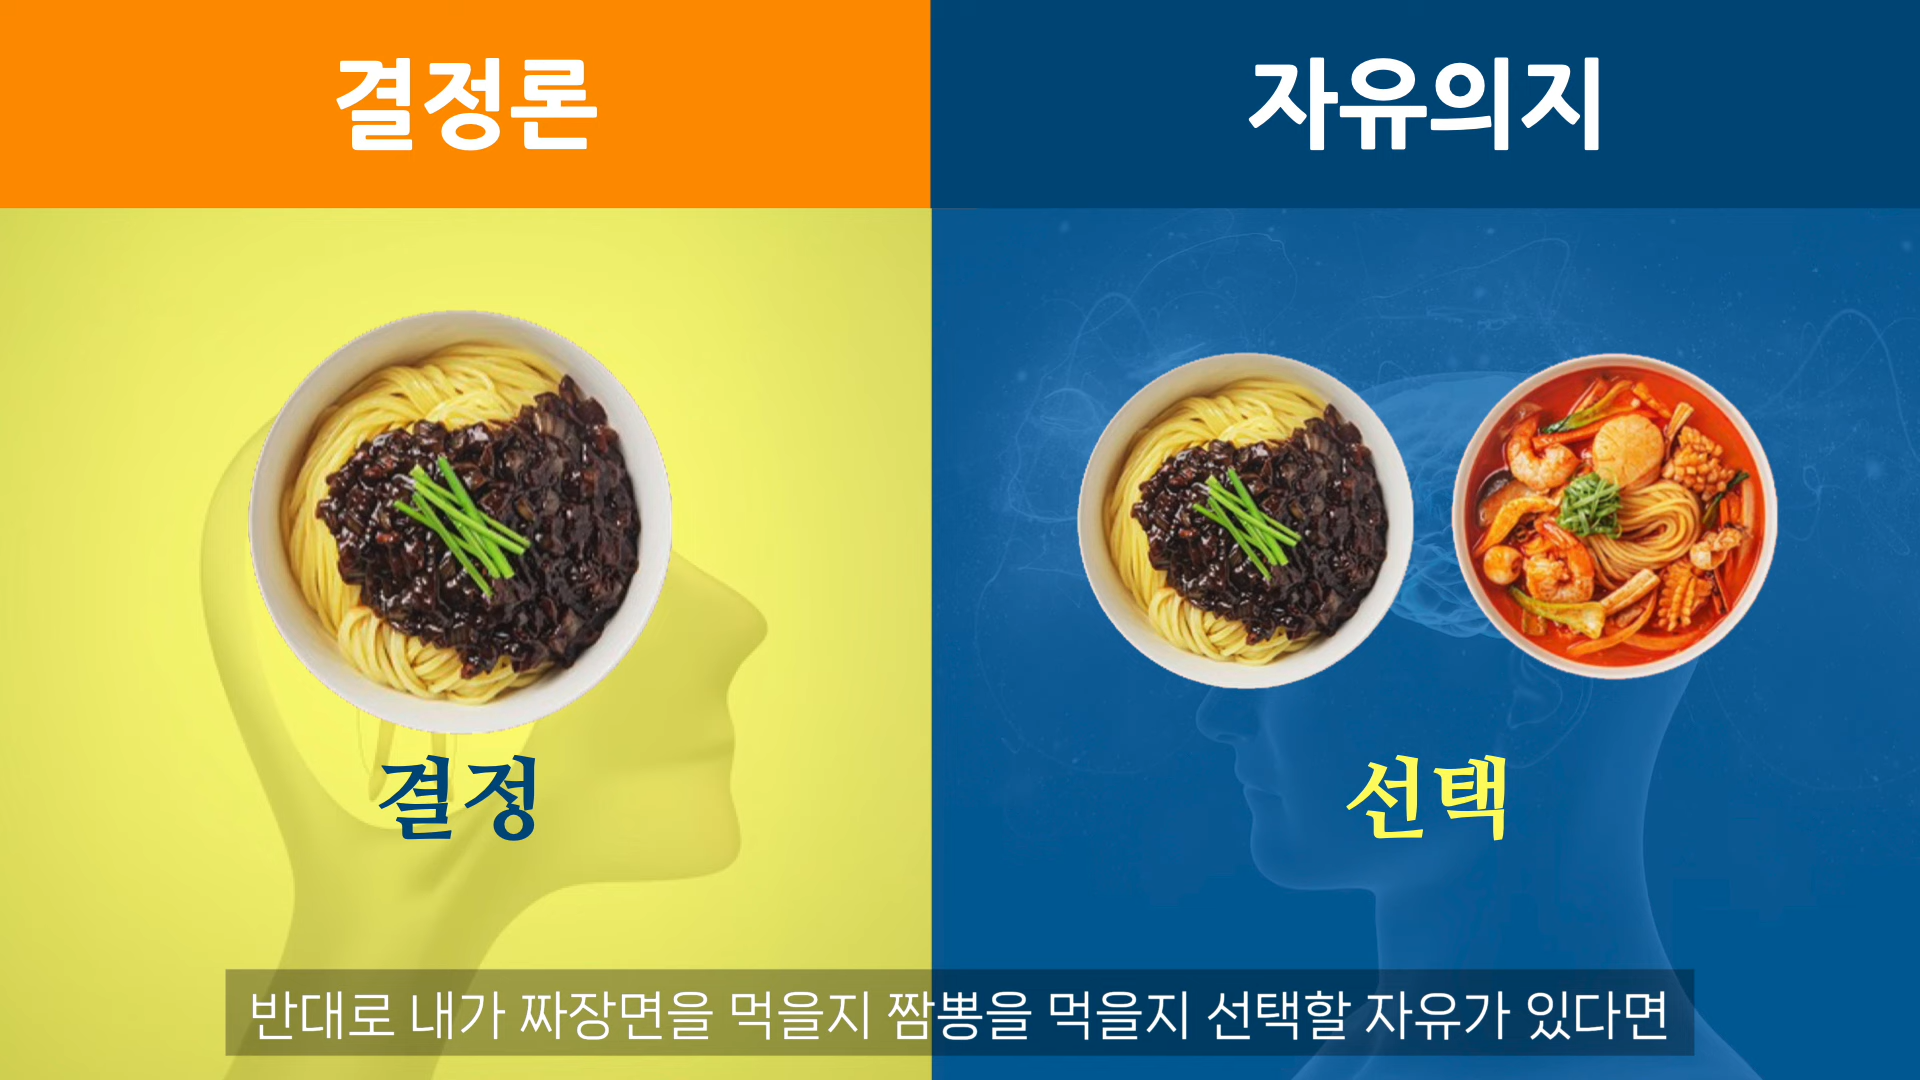 결정론
자유의지
결정
선택
반대로 내가 짜장면을 먹을지 짬뽕을 먹을지 선택할 자유가 있다면